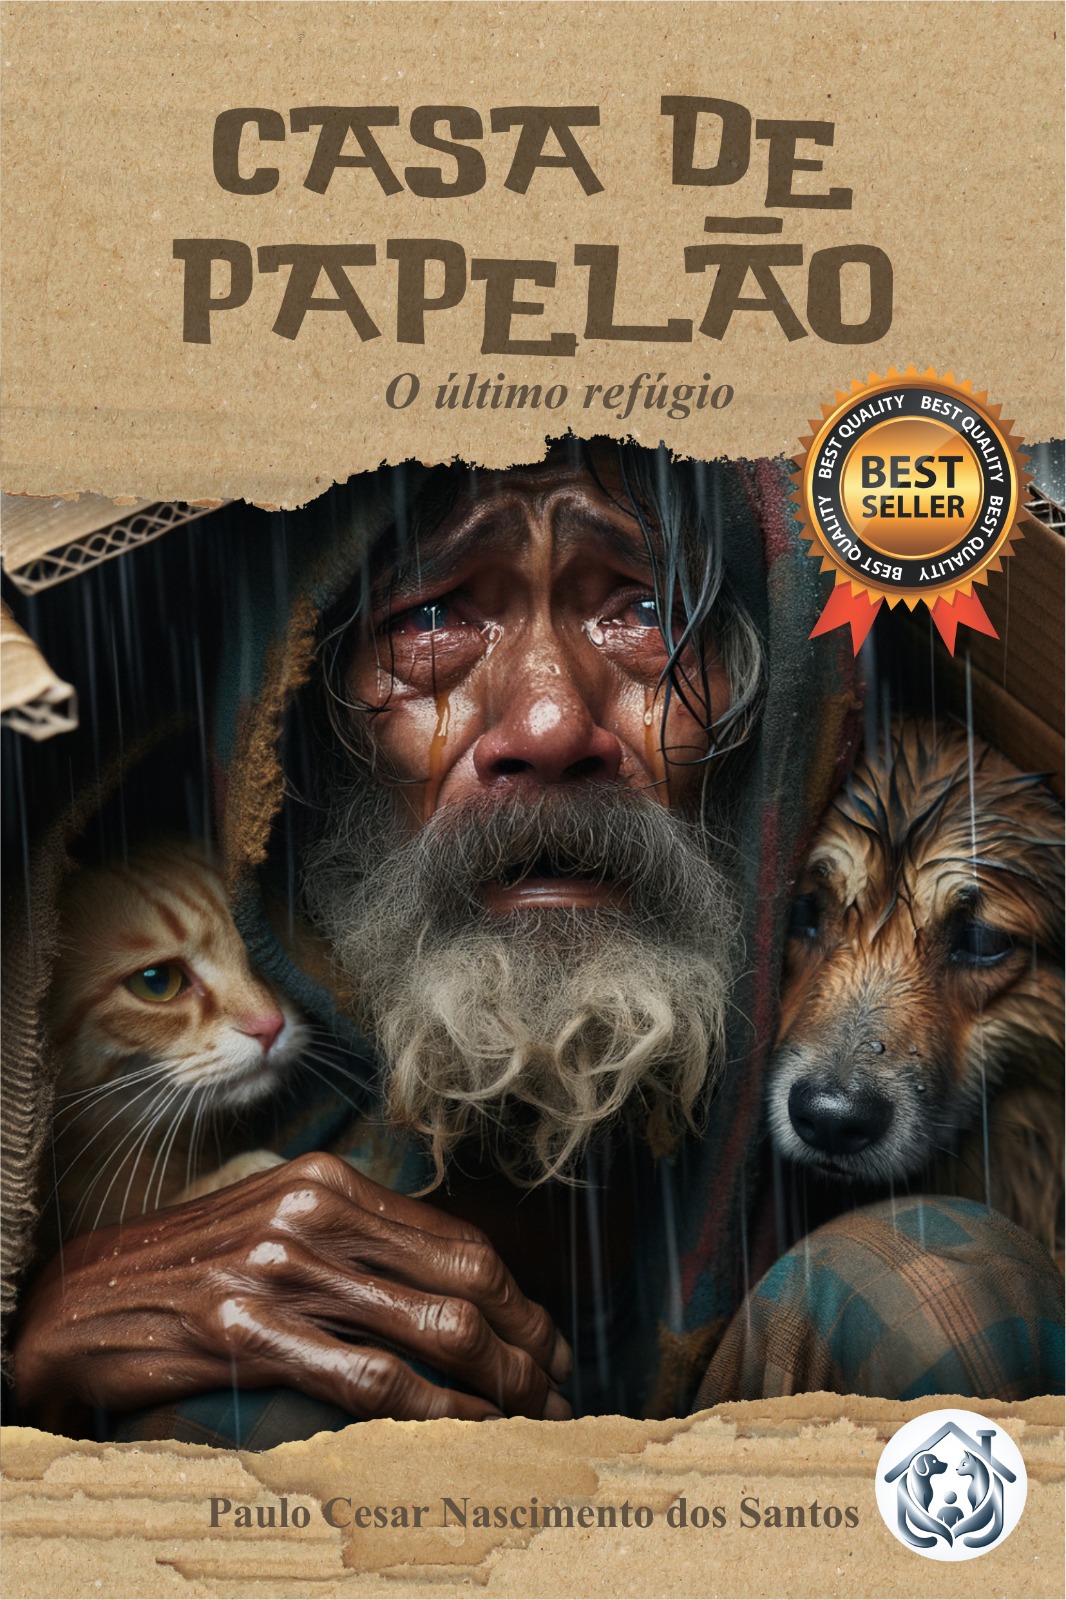 CASA DE
PAPELÃO
O último refúgio
BEST QUALITY BEST QUALITY BEST QUALITY BEST QUALITY
BEST
SELLER
Paulo Cesar Nascimento dos Santos